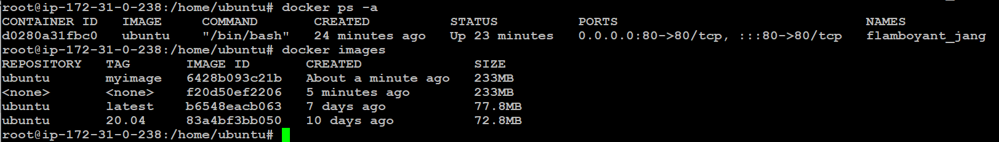 root@ip-172-31-0-238:/home/ubuntu# docker ps -a
CONTAINER ID   IMAGE     COMMAND       CREATED          STATUS          PORTS                               NAMES
d0280a31fbc0   ubuntu    "/bin/bash"   24 minutes ago   Up 23 minutes   0.0.0.0:80->80/tcp, :::80->80/tcp   flamboyant_jang
root@ip-172-31-0-238:/home/ubuntu# docker images
REPOSITORY   TAG       IMAGE ID       CREATED              SIZE
ubuntu       myimage   6428b093c21b   About a minute ago   233MB
<none>       <none>    f20d50ef2206   5 minutes ago        233MB
ubuntu       latest    b6548eacb063   7 days ago           77.8MB
ubuntu       20.04     83a4bf3bb050   10 days ago          72.8MB
root@ip-172-31-0-238:/home/ubuntu#